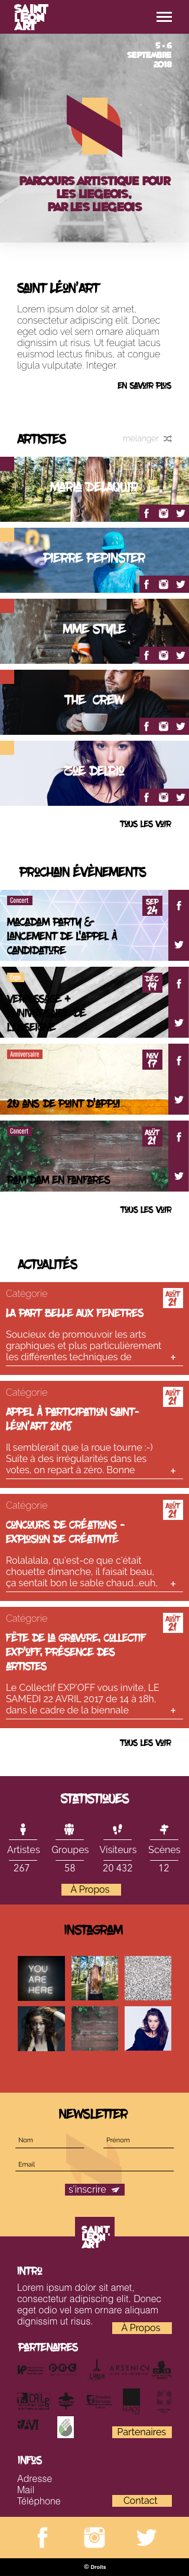 SAINT
LÉON
ART
5 - 6
SEPTEMBRE
2018
PARCOURS ARTISTIQUE POUR
LES LIEGEOIS,
PAR LES LIEGEOIS
SAINT LÉON'ART
Lorem ipsum dolor sit amet,
consectetur adipiscing elit. Donec
eget odio vel sem ornare aliquam
dignissim ut risus. Ut feugiat lacus
euismod lectus finibus, at congue
ligula vulputate. Integer.
EN SAVOIR PLUS
ARTISTES
mélanger
MARIA DELAQUIR
PIERRE PEMSTER
MME STYLE
THE CREW
ZOE DELRIO
TOUS LES VOIR
PROCHAIN ÉVÈNEMENTS
Concert
SEP
24
MACADAM PARTY &
LANCEMENT DE L'APPEL À
CANDIDATURE
Expo
DÉC
19
VERNISSAGE +
Anniversaire
NOV
17
20 ANS DE POINT D'APPUI
Concert
AOÛT
21
RAM DAM EN FANFARES
TOUS LES VOIR
ACTUALITÉS
Catégorie
AOÛT
21
LA PART BELLE AUX FENETRES
Soucieux de promouvoir les arts
graphiques et plus particulièrement
les différentes techniques de +
Catégorie
AOÛT
21
APPEL À PARTICIPATION SAINT-
LÉON'ART 2018
Il semblerait que la roue tourne :-)
Suite à des irrégularités dans les
votes, on repart à zéro. Bonne +
Catégorie
AOÛT
21
CONCOURS DE CRÉATIONS -
EXPLOSION DE CRÉATIVITÉ
Rolalalala, qu'est-ce que c'était
chouette dimanche, il faisait beau,
ça sentait bon le sable chaud...euh, +
Catégorie
AOÛT
21
FÊTE DE LA GRAVURE, COLLECTIF
EXP'OFF, PRÉSENCE DES
ARTISTES
Le Collectif EXP'OFF vous invite, LE
SAMEDI 22 AVRIL 2017 de 14 à 18h,
dans le cadre de la biennale +
TOUS LES VOIR
STATISTIQUES
Artistes Groupes Visiteurs Scènes
267 58 20 432 12
À Propos
INSTAGRAM
YOU
ARE
HERE
NEWSLETTER
Nom Prénom
Email
s'inscrire
SAINT
LÉON
ART
INTRO
Lorem ipsum dolor sit amet,
consectetur adipiscing elit. Donec
eget odio vel sem ornare aliquam
dignissim ut risus.
À Propos
PARTENAIRES
Partenaires
INFOS
Adresse
Mail
Téléphone
Contact
© Droits